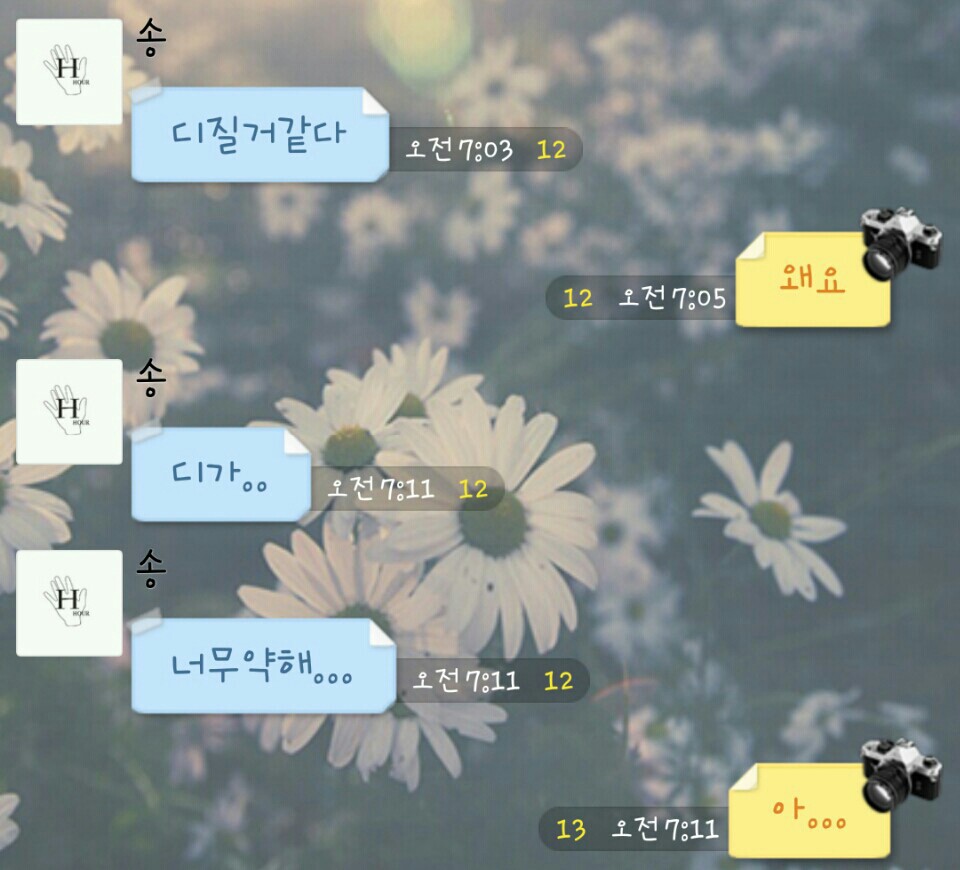 송
H
HOUR
디질거같다
오전 7:03 12
왜요
12 오전 7:05
송
H
HOUR
디가。。
오전 7:11 12
송
H
HOUR
너무약해。。。
오전 7:11 12
아。。。
13 오전 7:11